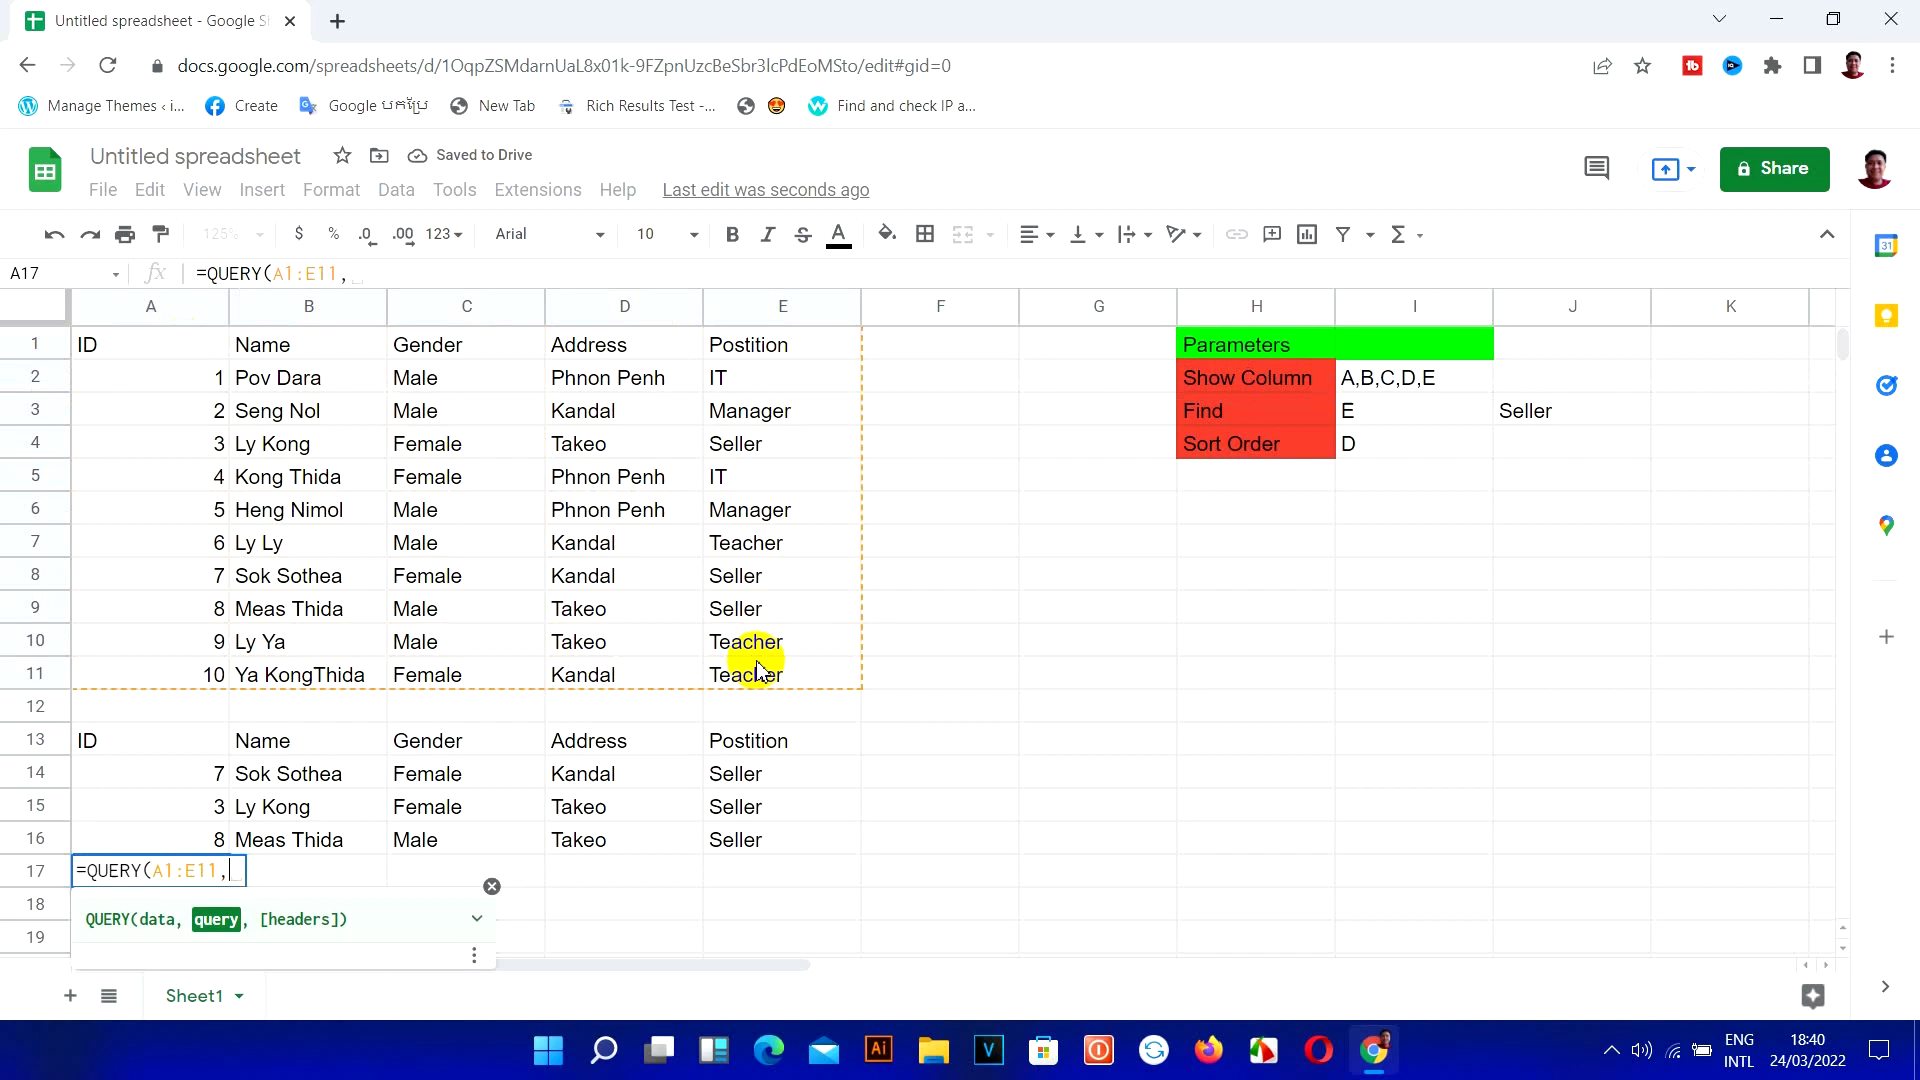 Untitled spreadsheet - Google Sh
docs.google.com/spreadsheets/d/1OqpZSMdarnUaL8x01k-9FZpnUzcBeSbr3lcPdEoMSto/edit#gid=0
Manage Themes ‹ i... Create Google បកប្រែ New Tab Rich Results Test -... Find and check IP a...
Untitled spreadsheet Saved to Drive
File Edit View Insert Format Data Tools Extensions Help Last edit was seconds ago
Share
125% $ % .0 .00 123 Arial 10 B I S A
A17 fx =QUERY(A1:E11,
A B C D E F G H I J K
1 ID Name Gender Address Postition Parameters
2 1 Pov Dara Male Phnon Penh IT Show Column A,B,C,D,E
3 2 Seng Nol Male Kandal Manager Find E Seller
4 3 Ly Kong Female Takeo Seller Sort Order D
5 4 Kong Thida Female Phnon Penh IT
6 5 Heng Nimol Male Phnon Penh Manager
7 6 Ly Ly Male Kandal Teacher
8 7 Sok Sothea Female Kandal Seller
9 8 Meas Thida Male Takeo Seller
10 9 Ly Ya Male Takeo Teacher
11 10 Ya KongThida Female Kandal Teacher
12
13 ID Name Gender Address Postition
14 7 Sok Sothea Female Kandal Seller
15 3 Ly Kong Female Takeo Seller
16 8 Meas Thida Male Takeo Seller
17 =QUERY(A1:E11,
18 QUERY(data, query, [headers])
19
Sheet1
ENG 18:40
INTL 24/03/2022